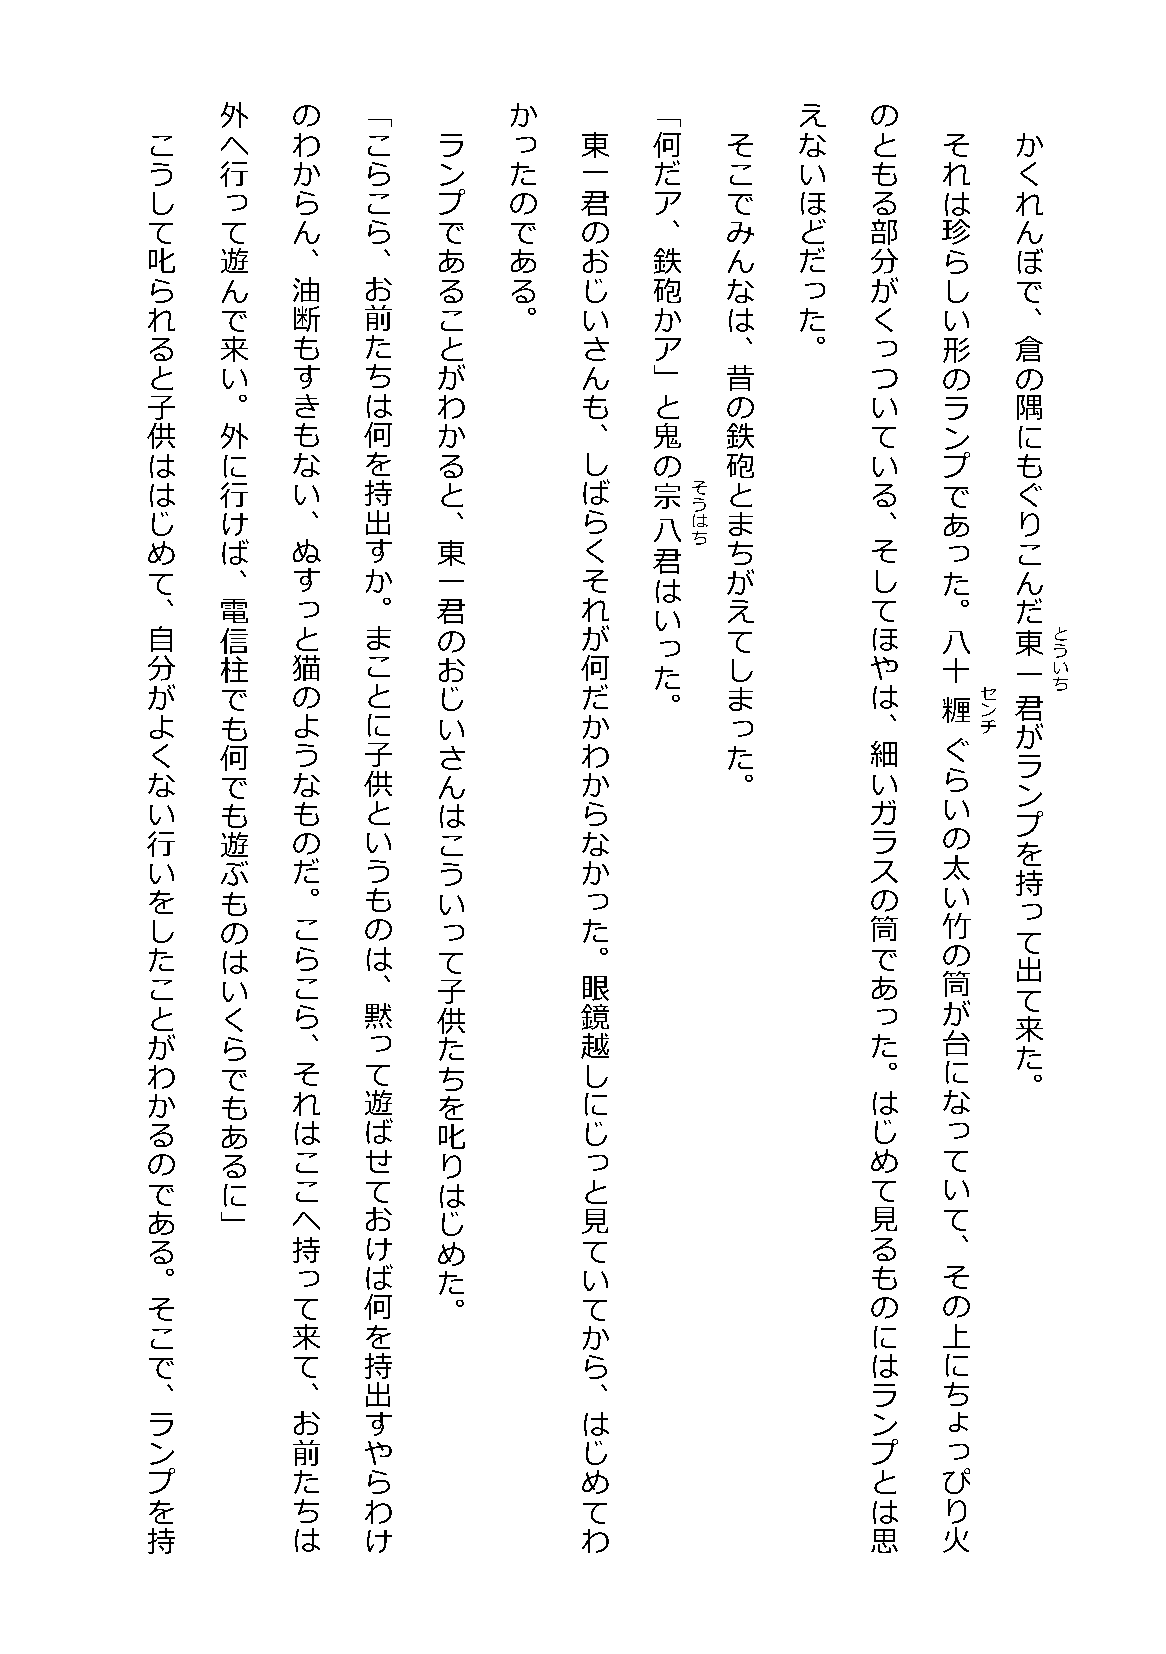 かくれんぼで、倉の隅にもぐりこんだ東一君がランプを持って出て来た。
とういち
それは珍らしい形のランプであった。八十糎ぐらいの太い竹の筒が台になっていて、その上にちょっぴり火
センチ
のともる部分がくっついている、そしてほやは、細いガラスの筒であった。はじめて見るものにはランプとは思
えないほどだった。
そこでみんなは、昔の鉄砲とまちがえてしまった。
「何だア、鉄砲かア」と鬼の宗八君はいった。
そうはち
東一君のおじいさんも、しばらくそれが何だかわからなかった。眼鏡越しにじっと見ていてから、はじめてわ
かったのである。
ランプであることがわかると、東一君のおじいさんはこういって子供たちを叱りはじめた。
「こらこら、お前たちは何を持出すか。まことに子供というものは、黙って遊ばせておけば何を持出すやらわけ
のわからん、油断もすきもない、ぬすっと猫のようなものだ。こらこら、それはここへ持って来て、お前たちは
外へ行って遊んで来い。外に行けば、電信柱でも何でも遊ぶものはいくらでもあるに」
こうして叱られると子供ははじめて、自分がよくない行いをしたことがわかるのである。そこで、ランプを持